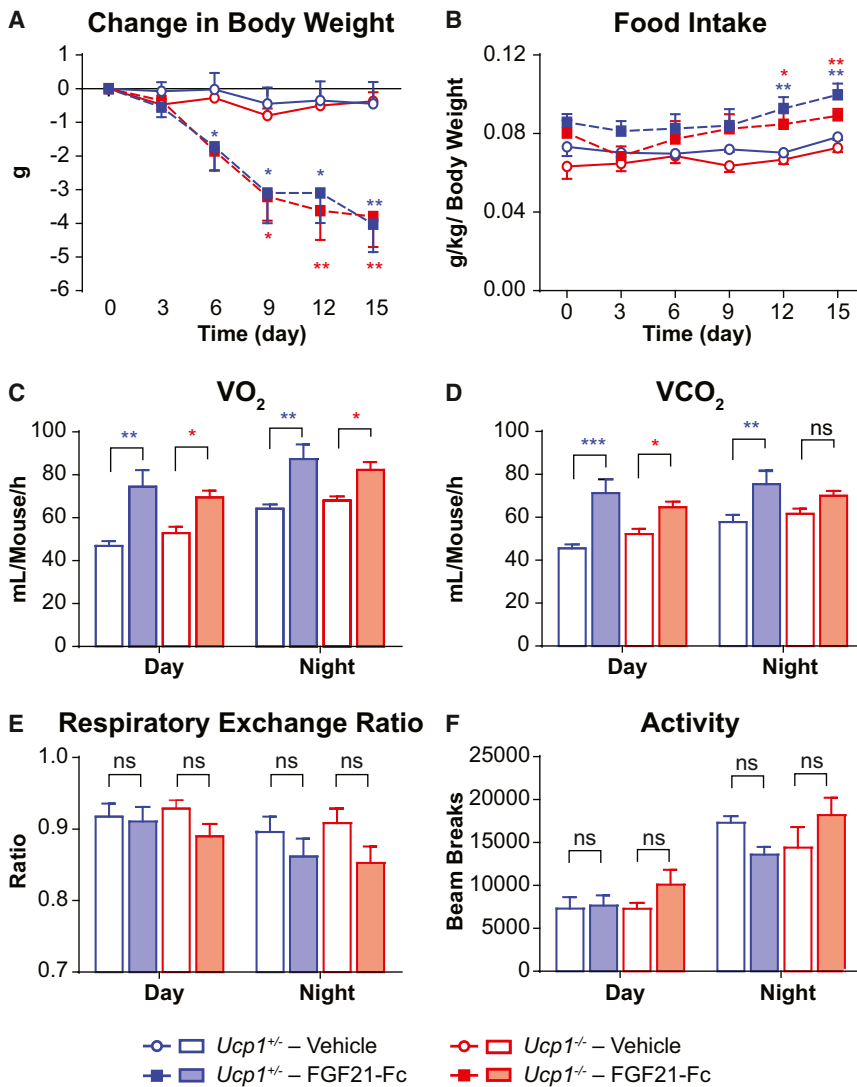 A Change in Body Weight
1
0
-1
-2
-3
-4
-5
-6
g
* * * **
* ** **
0 3 6 9 12 15
Time (day)
B Food Intake
0.12
0.08
0.04
0.00
g/kg/ Body Weight
* **
** **
0 3 6 9 12 15
Time (day)
C VO2
100
80
60
40
20
0
mL/Mouse/h
** * ** *
Day Night
D VCO2
100
80
60
40
20
0
mL/Mouse/h
*** * ** ns
Day Night
E Respiratory Exchange Ratio
1.0
0.9
0.8
0.7
Ratio
ns ns ns ns
Day Night
F Activity
25000
20000
15000
10000
5000
0
Beam Breaks
ns ns ns ns
Day Night
Ucp1+/- – Vehicle
Ucp1-/- – Vehicle
Ucp1+/- – FGF21-Fc
Ucp1-/- – FGF21-Fc